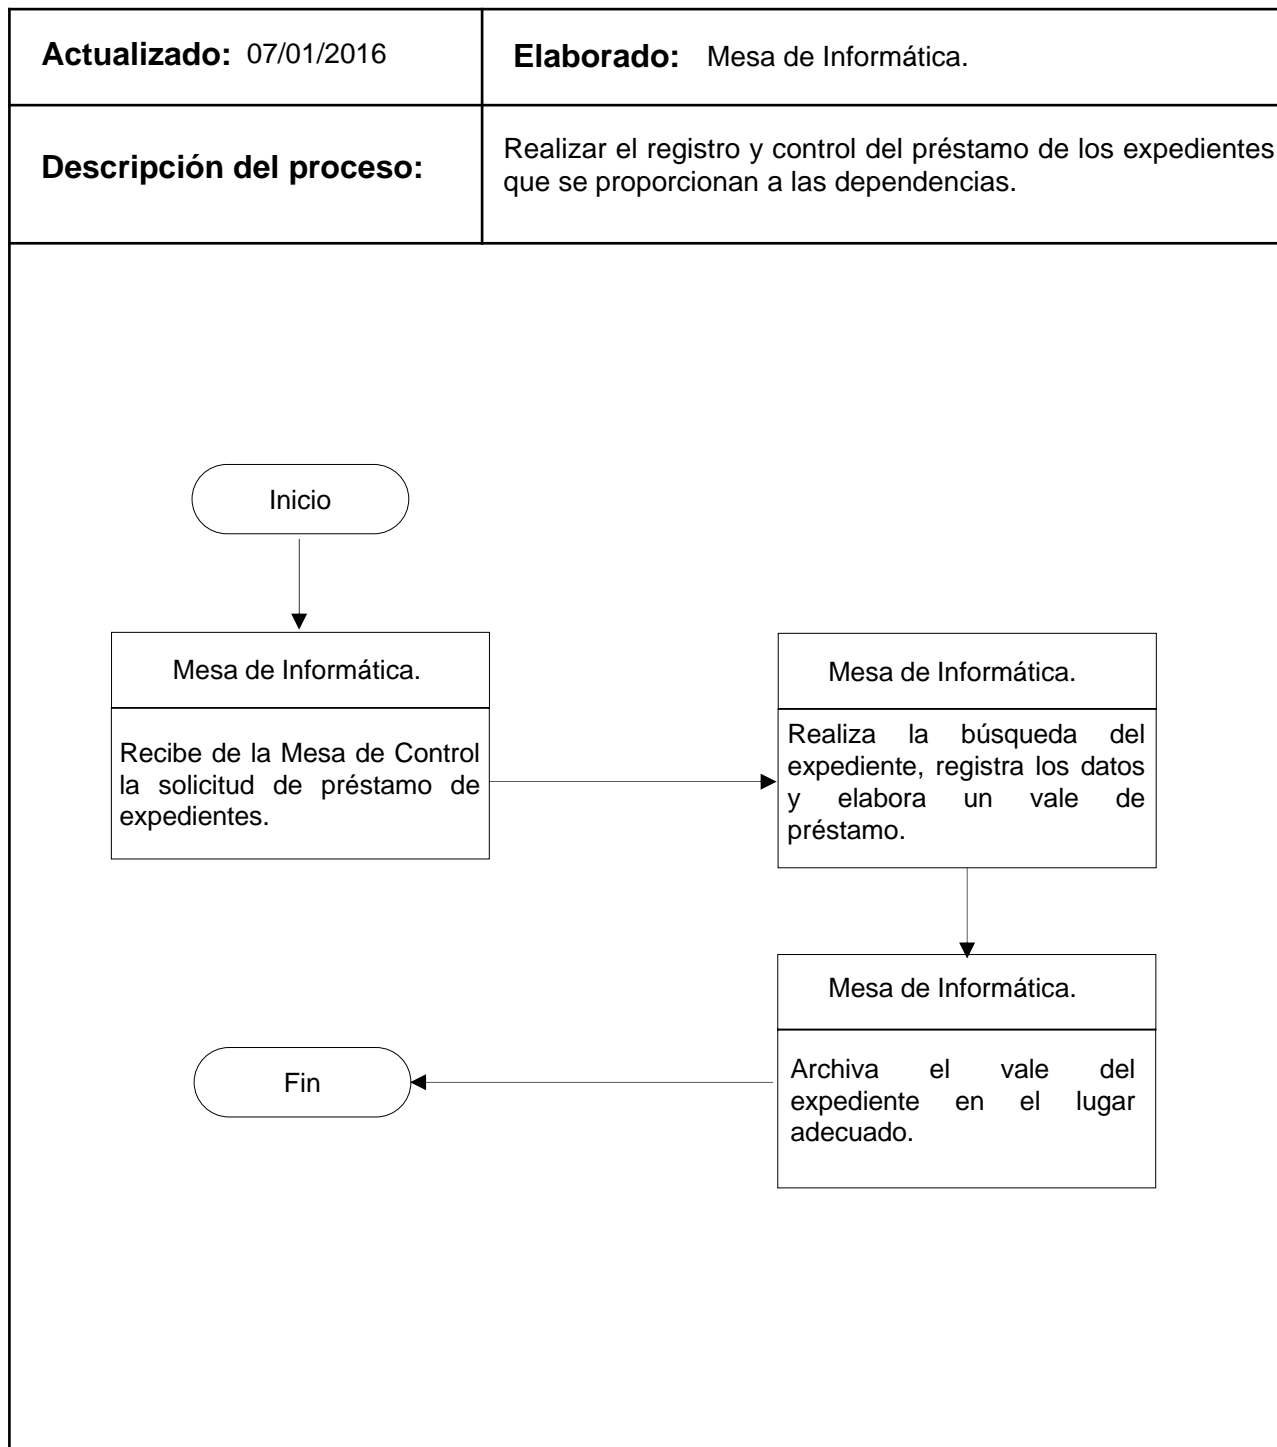 Actualizado: 07/01/2016
Elaborado: Mesa de Informática.
Descripción del proceso:
Realizar el registro y control del préstamo de los expedientes
que se proporcionan a las dependencias.
Inicio
Mesa de Informática.
Recibe de la Mesa de Control
la solicitud de préstamo de
expedientes.
Mesa de Informática.
Realiza la búsqueda del
expediente, registra los datos
y elabora un vale de
préstamo.
Mesa de Informática.
Archiva el vale del
expediente en el lugar
adecuado.
Fin